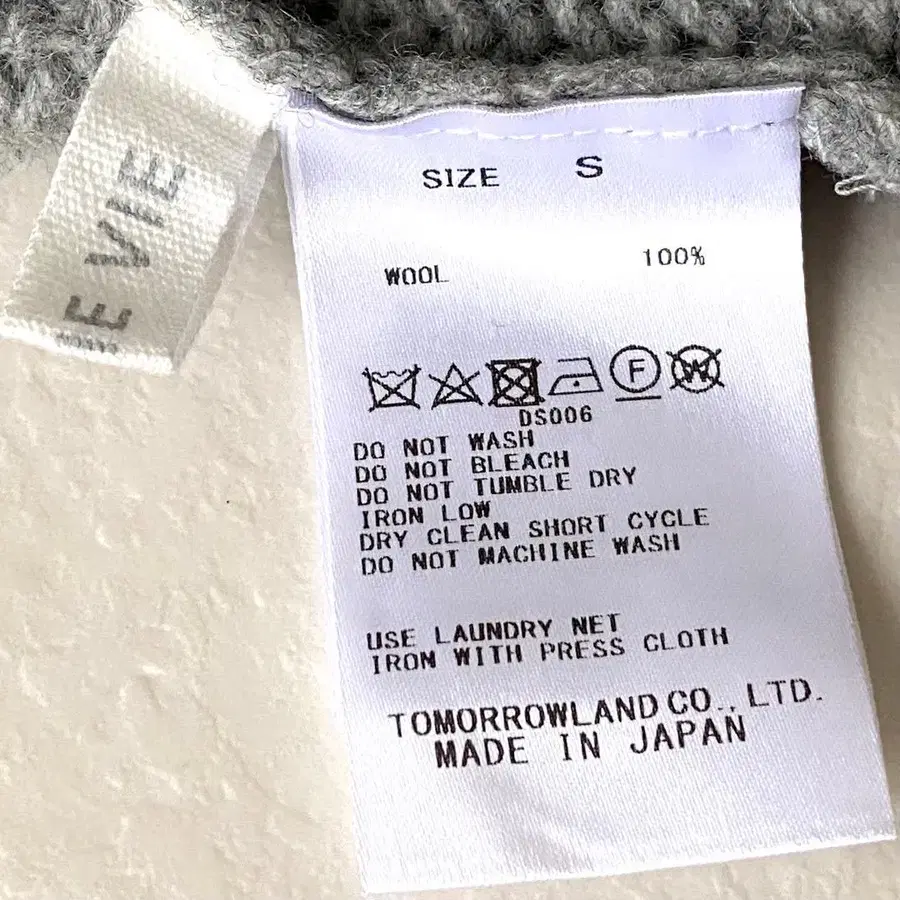 E VIE
SIZE S
WOOL 100%
F W
DS006
DO NOT WASH
DO NOT BLEACH
DO NOT TUMBLE DRY
IRON LOW
DRY CLEAN SHORT CYCLE
DO NOT MACHINE WASH
USE LAUNDRY NET
IRON WITH PRESS CLOTH
TOMORROWLAND CO., LTD.
MADE IN JAPAN